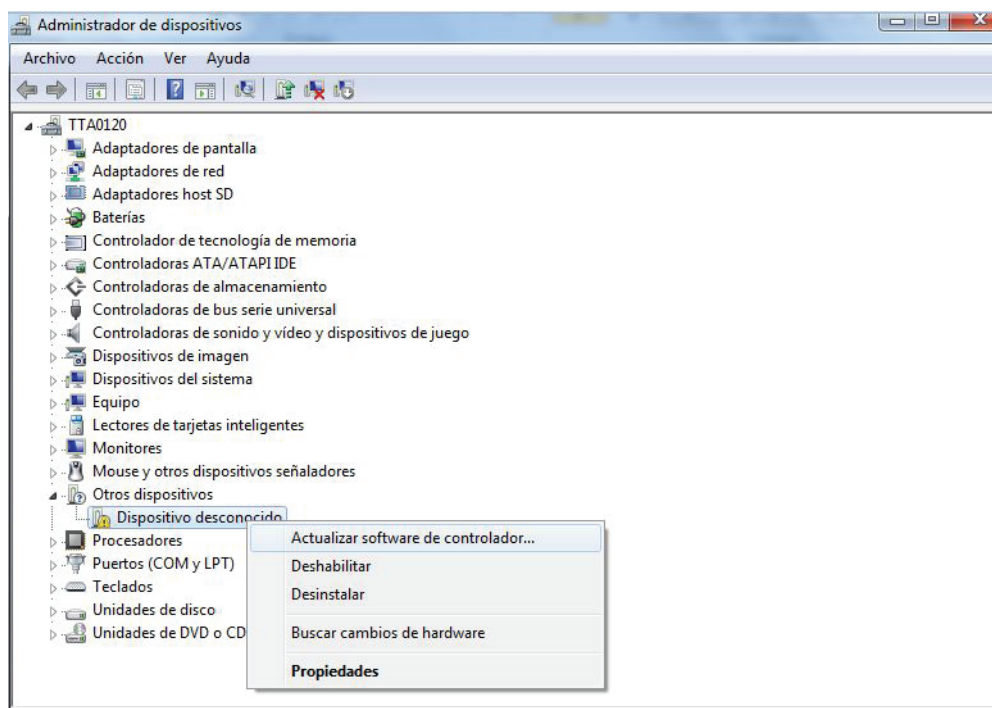 Administrador de dispositivos
Archivo Acción Ver Ayuda
TTA0120
Adaptadores de pantalla
Adaptadores de red
Adaptadores host SD
Baterías
Controlador de tecnología de memoria
Controladoras ATA/ATAPI IDE
Controladoras de almacenamiento
Controladoras de bus serie universal
Controladoras de sonido y vídeo y dispositivos de juego
Dispositivos de imagen
Dispositivos del sistema
Equipo
Lectores de tarjetas inteligentes
Monitores
Mouse y otros dispositivos señaladores
Otros dispositivos
Dispositivo desconocido
Procesadores
Puertos (COM y LPT)
Teclados
Unidades de disco
Unidades de DVD o CD
Actualizar software de controlador...
Deshabilitar
Desinstalar
Buscar cambios de hardware
Propiedades